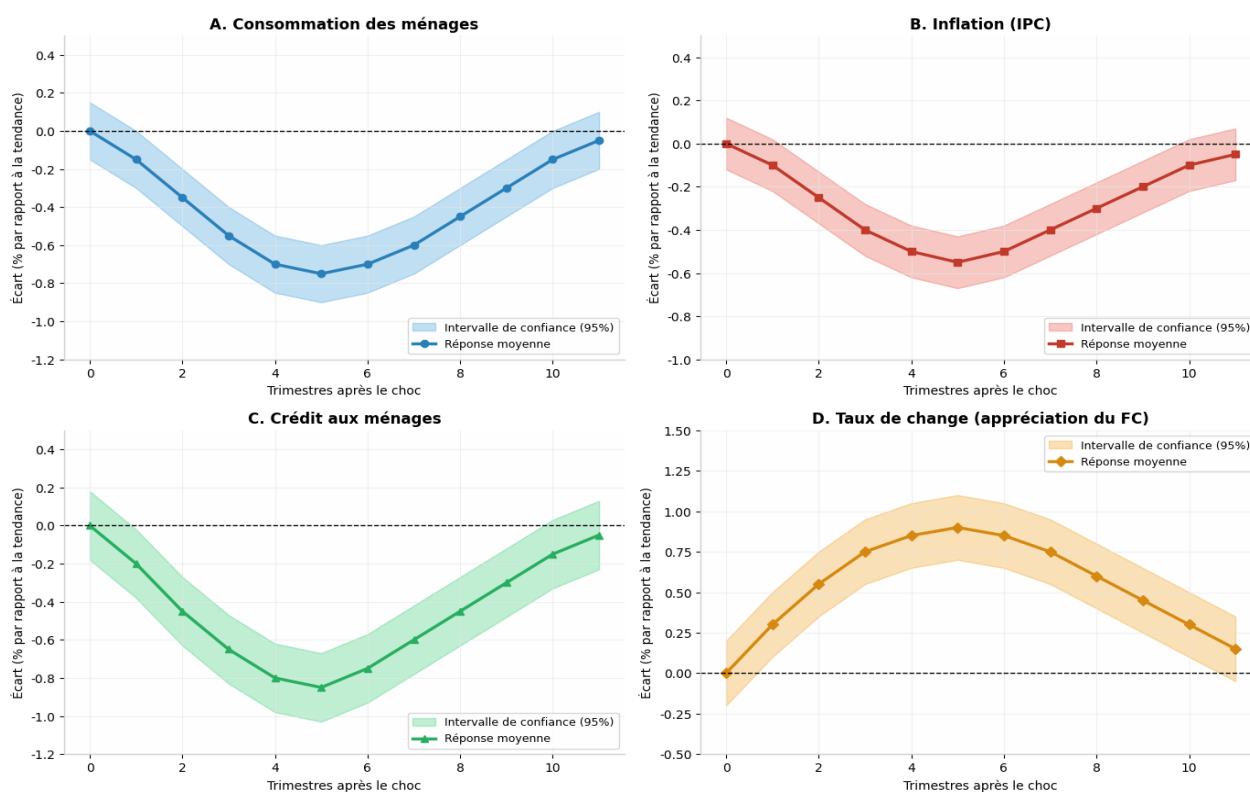 A. Consommation des ménages
Écart (% par rapport à la tendance)
0.4
0.2
0.0
-0.2
-0.4
-0.6
-0.8
-1.0
-1.2
Intervalle de confiance (95%)
Réponse moyenne
0 2 4 6 8 10
Trimestres après le choc
B. Inflation (IPC)
Écart (% par rapport à la tendance)
0.4
0.2
0.0
-0.2
-0.4
-0.6
-0.8
-1.0
Intervalle de confiance (95%)
Réponse moyenne
0 2 4 6 8 10
Trimestres après le choc
C. Crédit aux ménages
Écart (% par rapport à la tendance)
0.4
0.2
0.0
-0.2
-0.4
-0.6
-0.8
-1.0
-1.2
Intervalle de confiance (95%)
Réponse moyenne
0 2 4 6 8 10
Trimestres après le choc
D. Taux de change (appréciation du FC)
Écart (% par rapport à la tendance)
1.50
1.25
1.00
0.75
0.50
0.25
0.00
-0.25
-0.50
Intervalle de confiance (95%)
Réponse moyenne
0 2 4 6 8 10
Trimestres après le choc